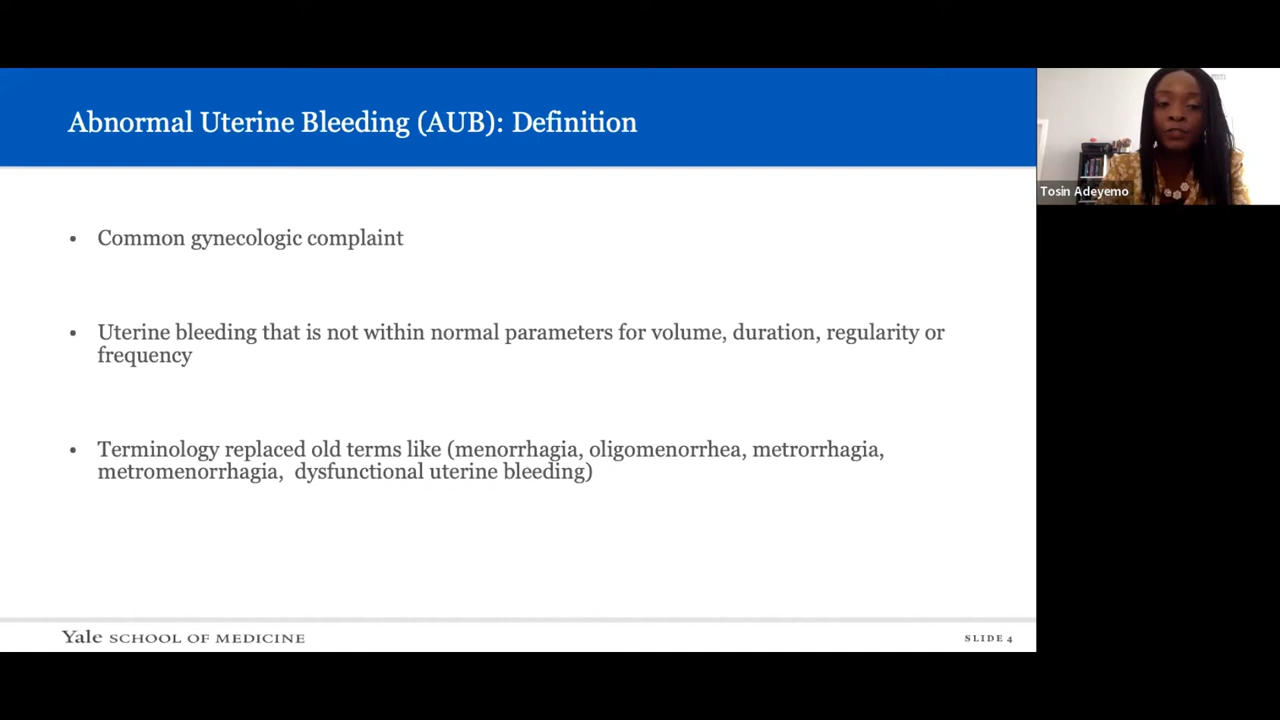 Abnormal Uterine Bleeding (AUB): Definition
• Common gynecologic complaint
• Uterine bleeding that is not within normal parameters for volume, duration, regularity or
frequency
• Terminology replaced old terms like (menorrhagia, oligomenorrhea, metrorrhagia,
metromenorrhagia,  dysfunctional uterine bleeding)
Yale SCHOOL OF MEDICINE
SLIDE 4
Tosin Adeyemo